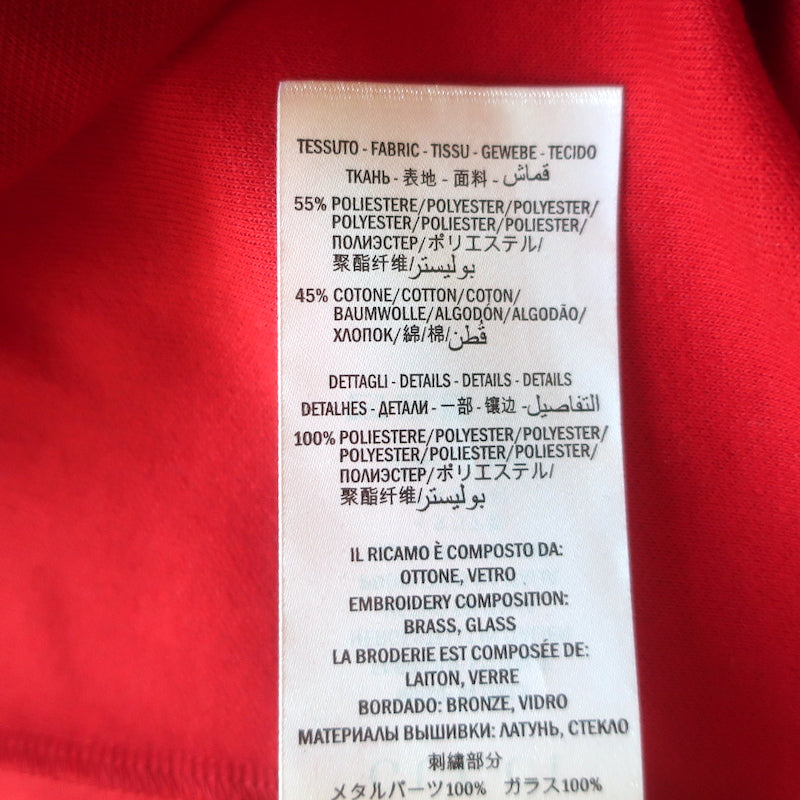 TESSUTO - FABRIC - TISSU - GEWEBE - TECIDO
ТКАНЬ - 表地 - 面料 - قماش
55% POLIESTERE/POLYESTER/POLYESTER/
POLYESTER/POLIESTER/POLIESTER/
ПОЛИЭСТЕР/ポリエステル/
聚酯纤维/بوليستر
45% COTONE/COTTON/COTON/
BAUMWOLLE/ALGODÓN/ALGODÃO/
ХЛОПОК/綿/棉/قُطن
DETTAGLI - DETAILS - DETAILS - DETAILS
DETALHES - ДЕТАЛИ - 一部 - 镶边 - التفاصيل
100% POLIESTERE/POLYESTER/POLYESTER/
POLYESTER/POLIESTER/POLIESTER/
ПОЛИЭСТЕР/ポリエステル/
聚酯纤维/بوليستر
IL RICAMO È COMPOSTO DA:
OTTONE, VETRO
EMBROIDERY COMPOSITION:
BRASS, GLASS
LA BRODERIE EST COMPOSÉE DE:
LAITON, VERRE
BORDADO: BRONZE, VIDRO
МАТЕРИАЛЫ ВЫШИВКИ: ЛАТУНЬ, СТЕКЛО
刺繍部分
メタルパーツ100% ガラス100%